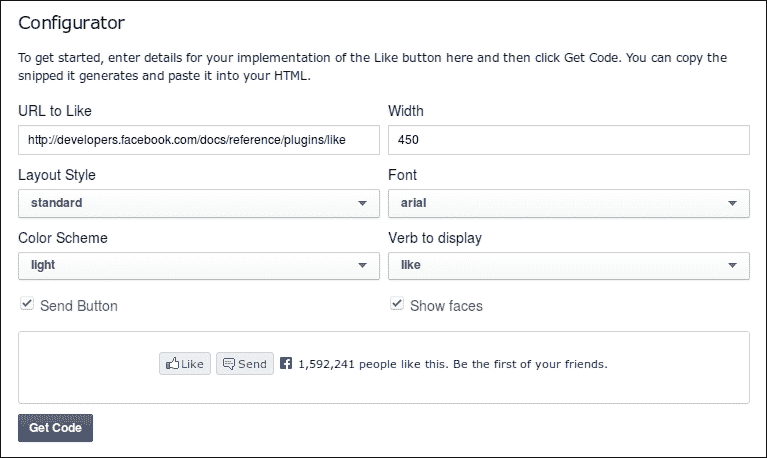 Configurator
To get started, enter details for your implementation of the Like button here and then click Get Code. You can copy the
snipped it generates and paste it into your HTML.
URL to Like
Width
http://developers.facebook.com/docs/reference/plugins/like
450
Layout Style
Font
standard
arial
Color Scheme
Verb to display
light
like
Send Button
Show faces
Like Send 1,592,241 people like this. Be the first of your friends.
Get Code